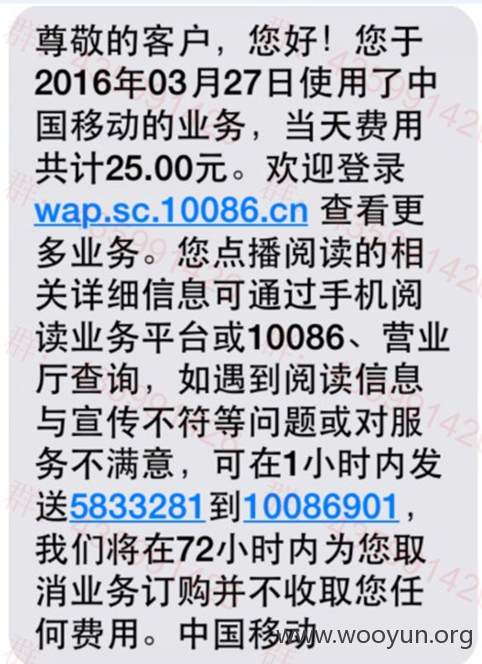 尊敬的客户，您好！您于
2016年03月27日使用了中
国移动的业务，当天费用
共计25.00元。欢迎登录
wap.sc.10086.cn 查看更
多业务。您点播阅读的相
关详细信息可通过手机阅
读业务平台或10086、营业
厅查询，如遇到阅读信息
与宣传不符等问题或对服
务不满意，可在1小时内发
送5833281到10086901，
我们将在72小时内为您取
消业务订购并不收取您任
何费用。中国移动
www.wooyun.org